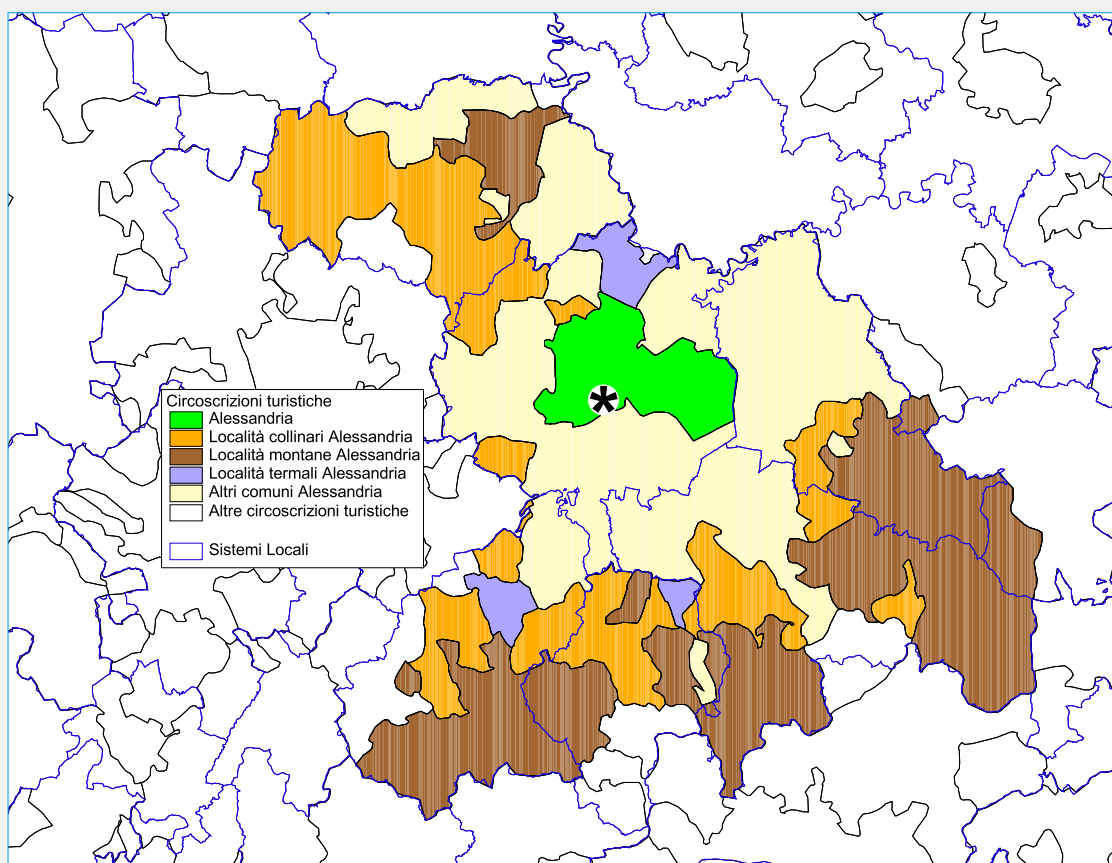 Circoscrizioni turistiche
Alessandria
Località collinari Alessandria
Località montane Alessandria
Località termali Alessandria
Altri comuni Alessandria
Altre circoscrizioni turistiche
Sistemi Locali